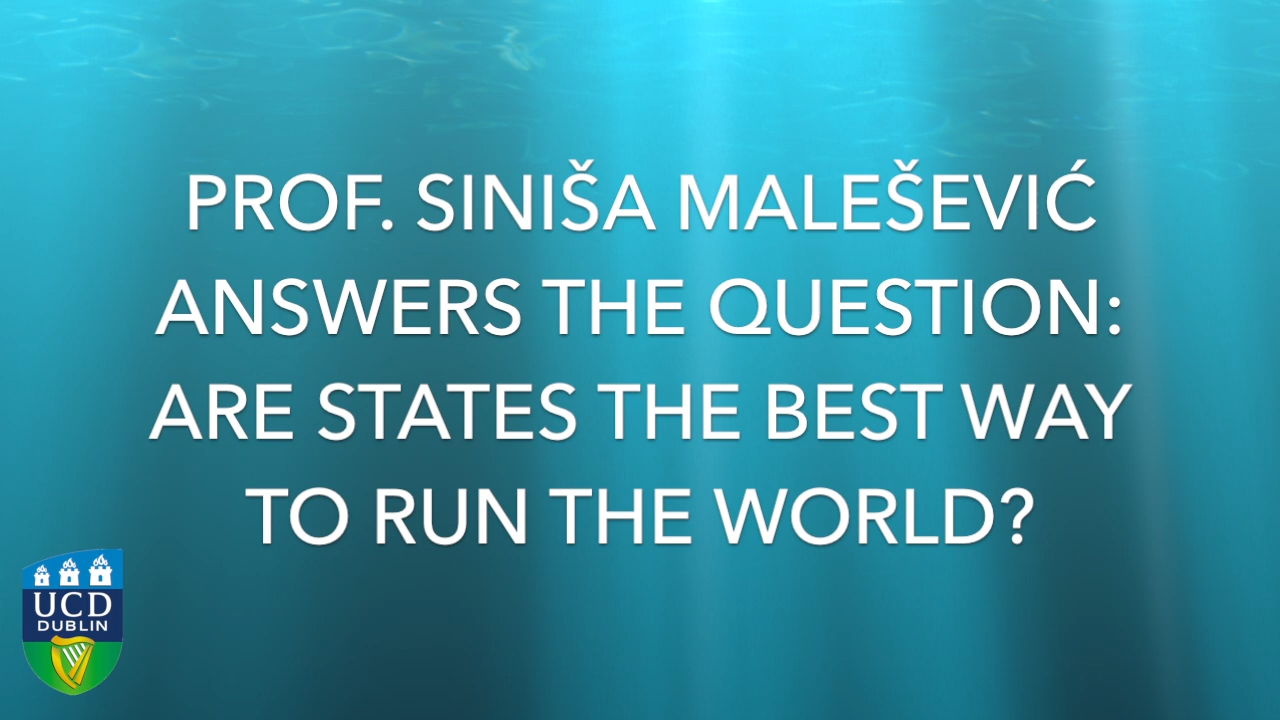 PROF. SINIŠA MALEŠEVIĆ
ANSWERS THE QUESTION:
ARE STATES THE BEST WAY
TO RUN THE WORLD?
UCD
DUBLIN